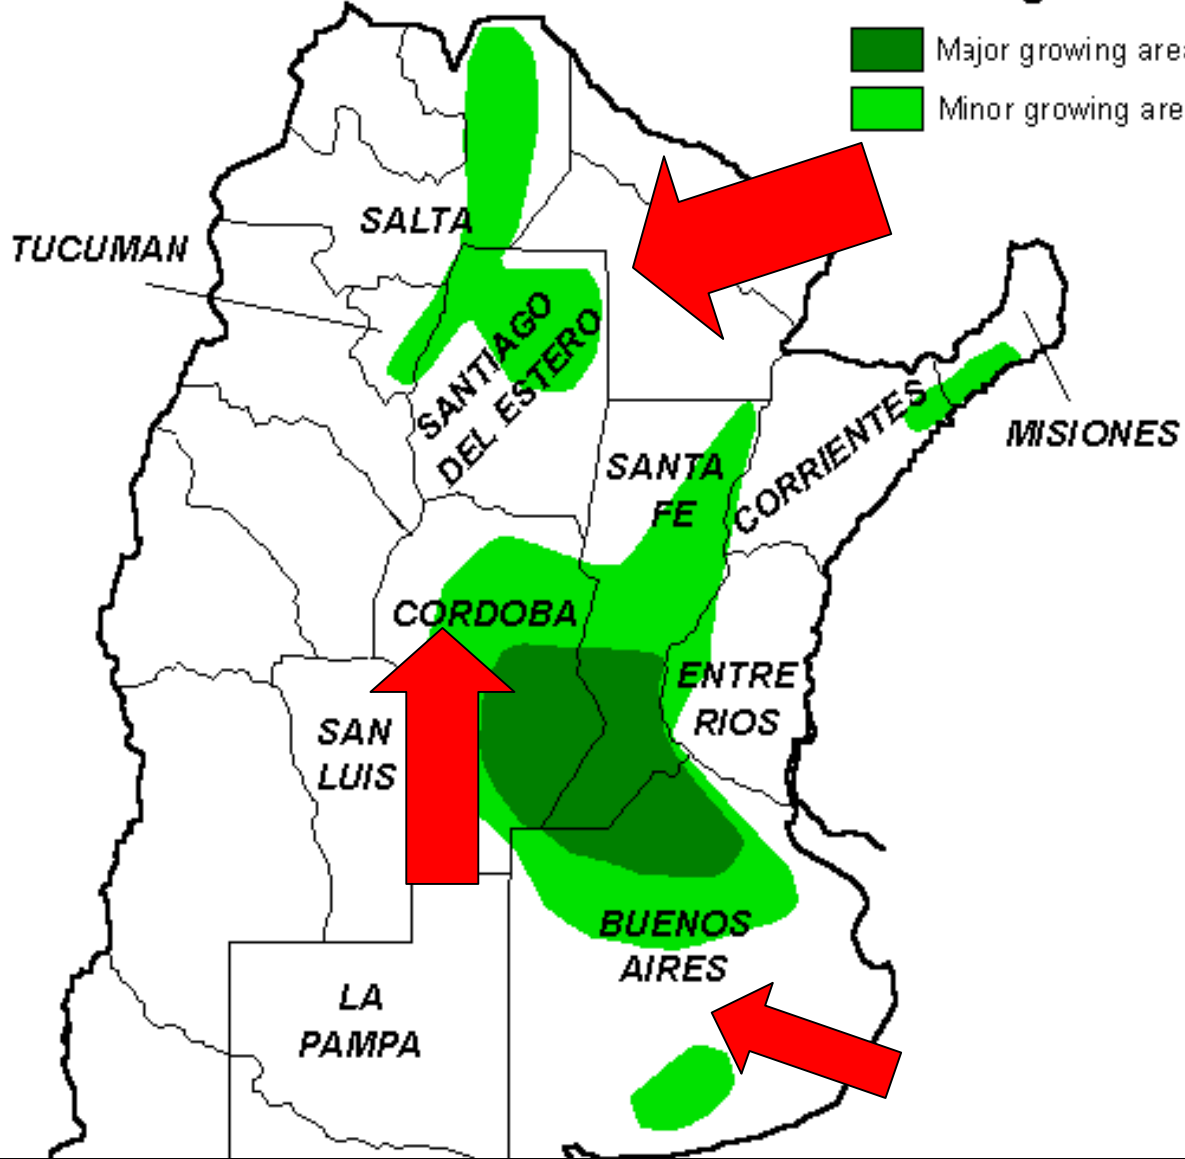 Major growing area
Minor growing are
SALTA
TUCUMAN
SANTIAGO
DEL ESTERO
MISIONES
CORRIENTES
SANTA
FE
CORDOBA
ENTRE
RIOS
SAN
LUIS
BUENOS
AIRES
LA
PAMPA